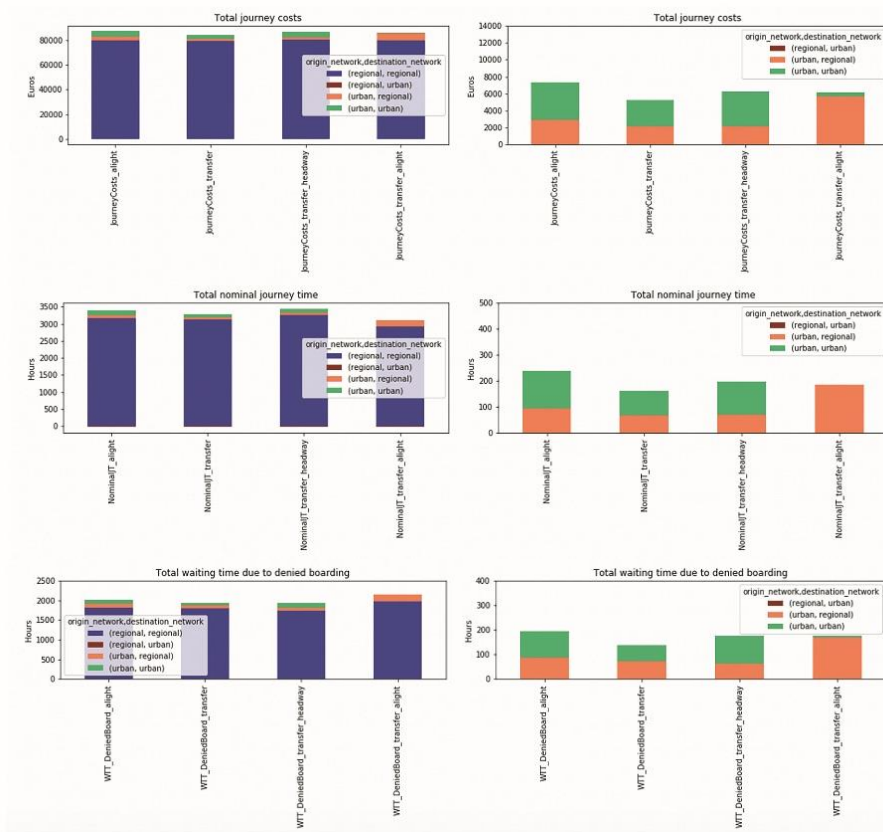 Total journey costs
Euros
80000
60000
40000
20000
0
origin_network,destination_network
(regional, regional)
(regional, urban)
(urban, regional)
(urban, urban)
JourneyCosts_alight
JourneyCosts_transfer
JourneyCosts_transfer_headway
JourneyCosts_transfer_alight
Total journey costs
14000
12000
10000
8000
6000
4000
2000
0
origin_network,destination_network
(regional, urban)
(urban, regional)
(urban, urban)
JourneyCosts_alight
JourneyCosts_transfer
JourneyCosts_transfer_headway
JourneyCosts_transfer_alight
Total nominal journey time
Hours
3500
3000
2500
2000
1500
1000
500
0
origin_network,destination_network
(regional, regional)
(regional, urban)
(urban, regional)
(urban, urban)
NominalJT_alight
NominalJT_transfer
NominalJT_transfer_headway
NominalJT_transfer_alight
Total nominal journey time
Hours
500
400
300
200
100
0
origin_network,destination_network
(regional, urban)
(urban, regional)
(urban, urban)
NominalJT_alight
NominalJT_transfer
NominalJT_transfer_headway
NominalJT_transfer_alight
Total waiting time due to denied boarding
Hours
2500
2000
1500
1000
500
0
origin_network,destination_network
(regional, regional)
(regional, urban)
(urban, regional)
(urban, urban)
WTT_DeniedBoard_alight
WTT_DeniedBoard_transfer
WTT_DeniedBoard_transfer_headway
WTT_DeniedBoard_transfer_alight
Total waiting time due to denied boarding
Hours
400
300
200
100
0
origin_network,destination_network
(regional, urban)
(urban, regional)
(urban, urban)
WTT_DeniedBoard_alight
WTT_DeniedBoard_transfer
WTT_DeniedBoard_transfer_headway
WTT_DeniedBoard_transfer_alight